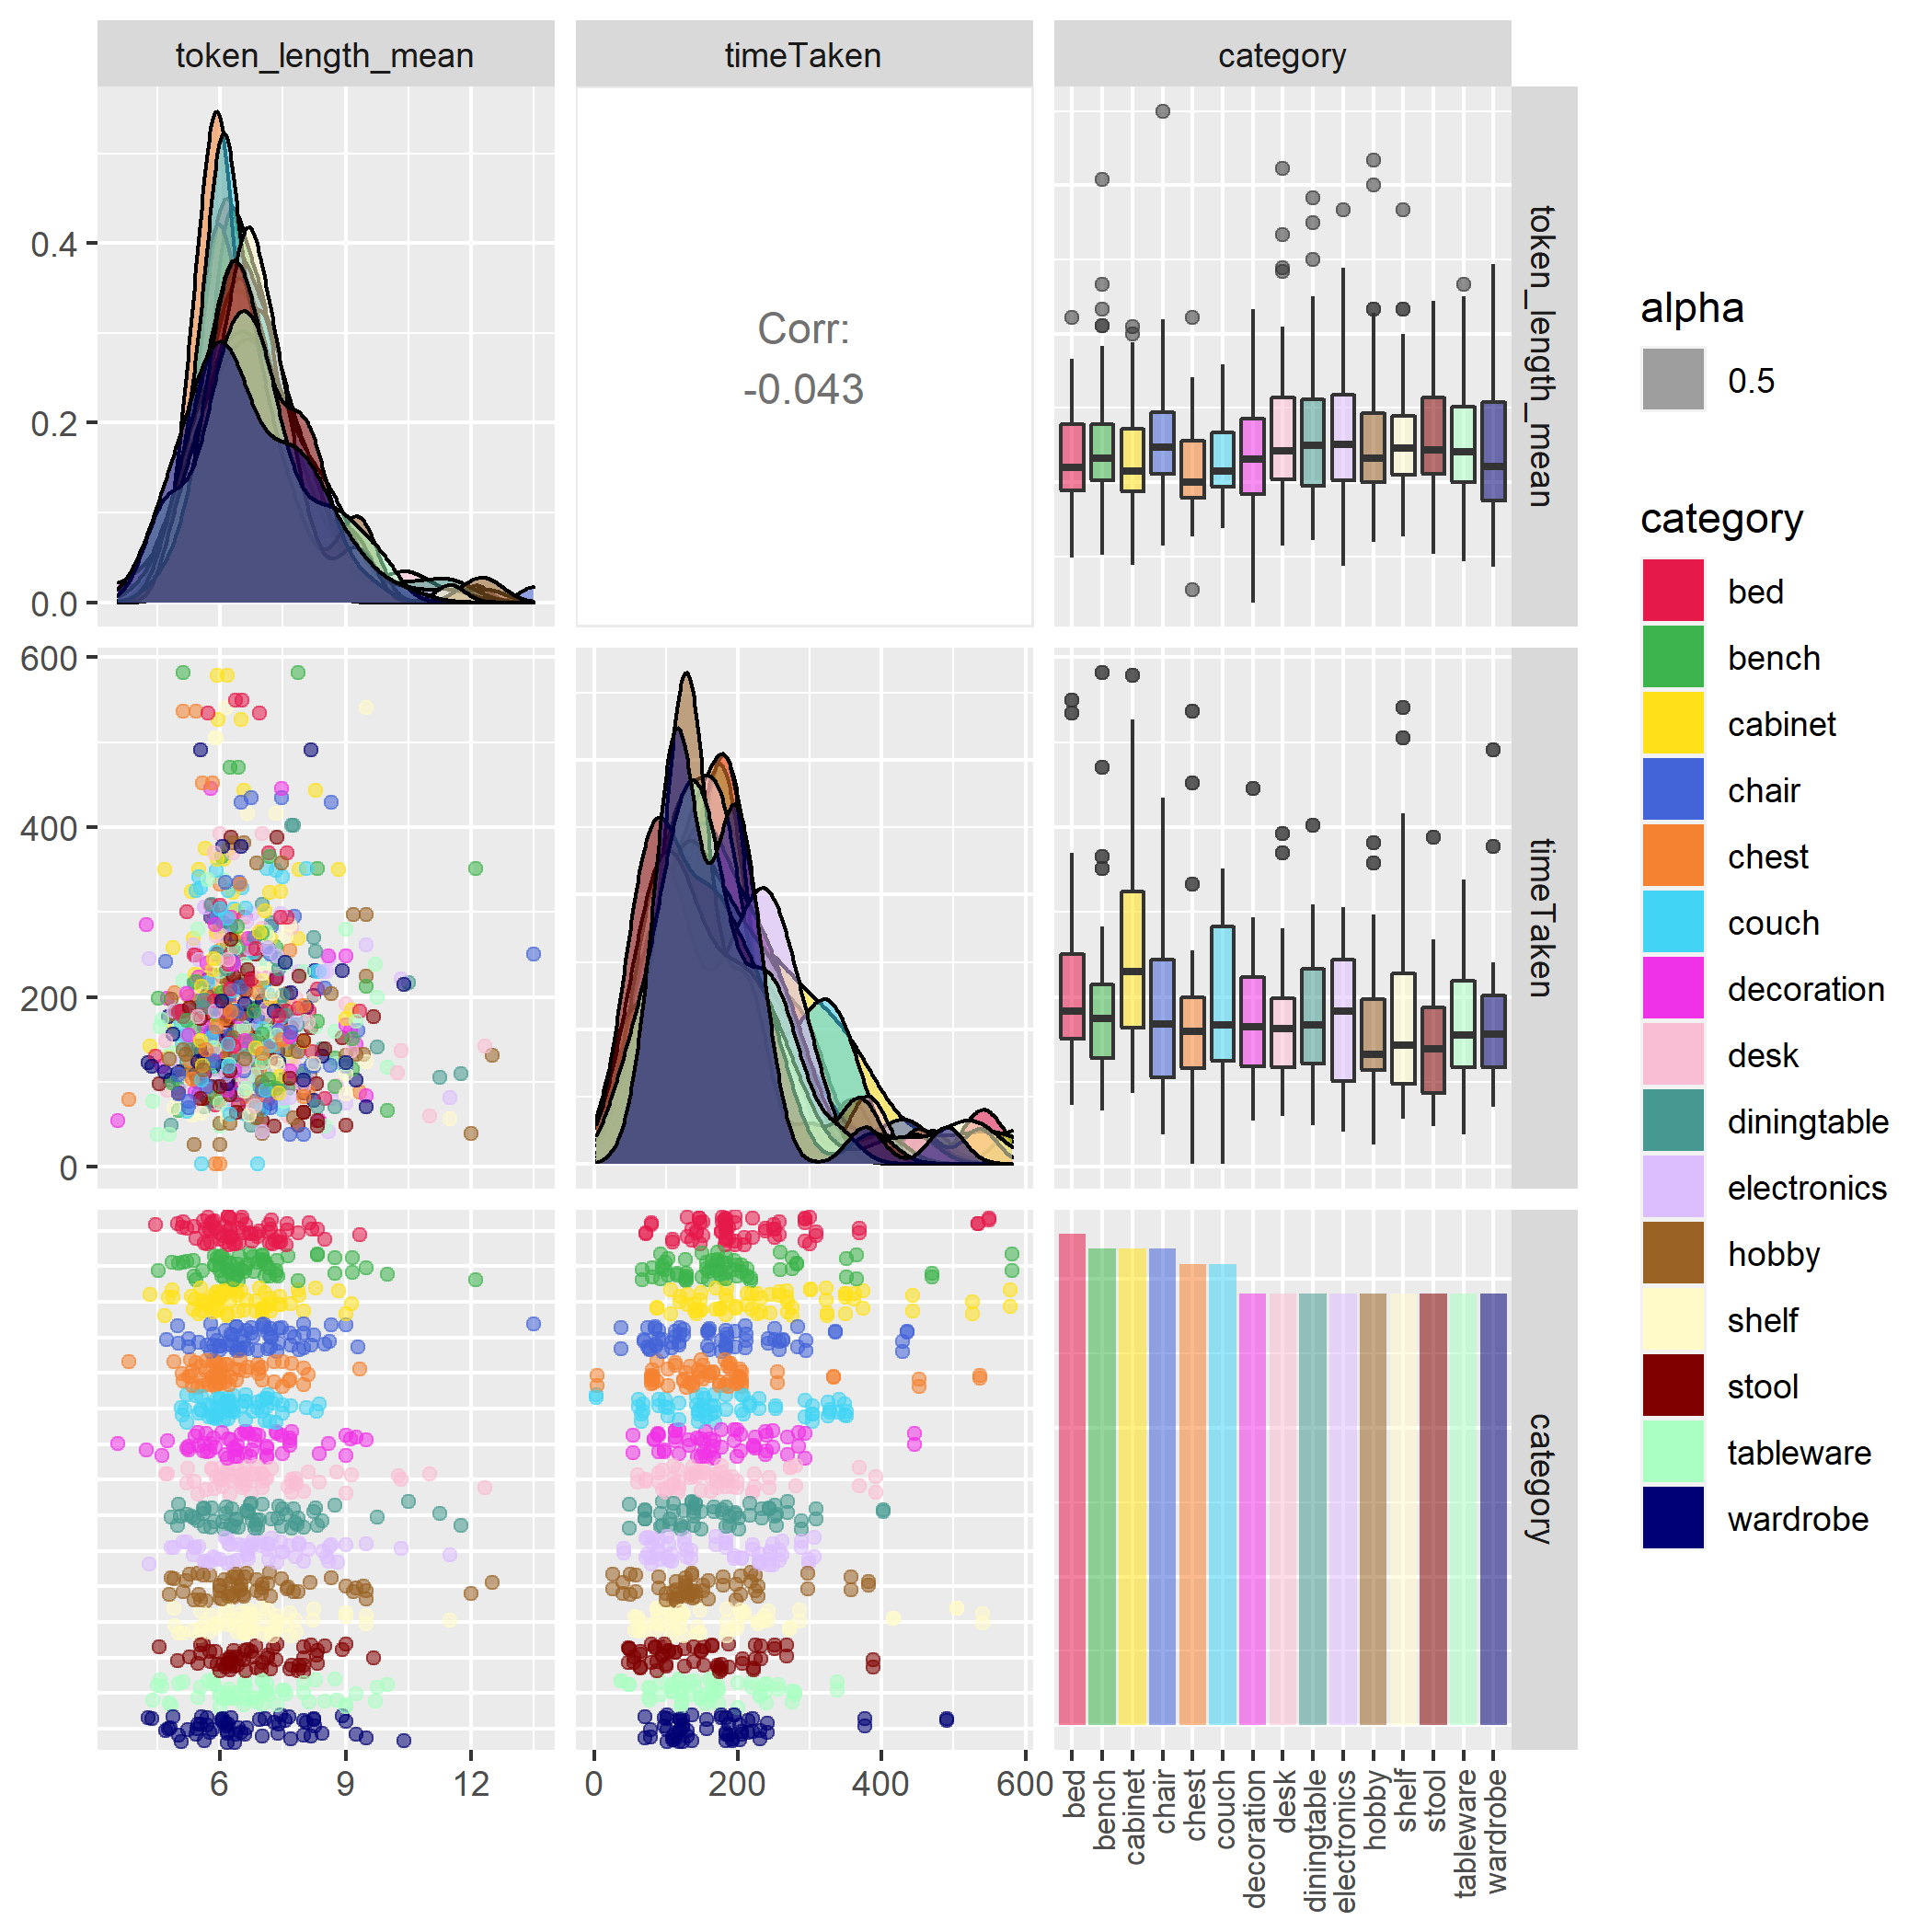 token_length_mean
timeTaken
category
0.4
0.2
0.0
Corr:
-0.043
token_length_mean
600
400
200
0
timeTaken
category
6
9
12
0
200
400
600
bed
bench
cabinet
chair
chest
couch
decoration
desk
diningtable
electronics
hobby
shelf
stool
tableware
wardrobe
alpha
0.5
category
bed
bench
cabinet
chair
chest
couch
decoration
desk
diningtable
electronics
hobby
shelf
stool
tableware
wardrobe